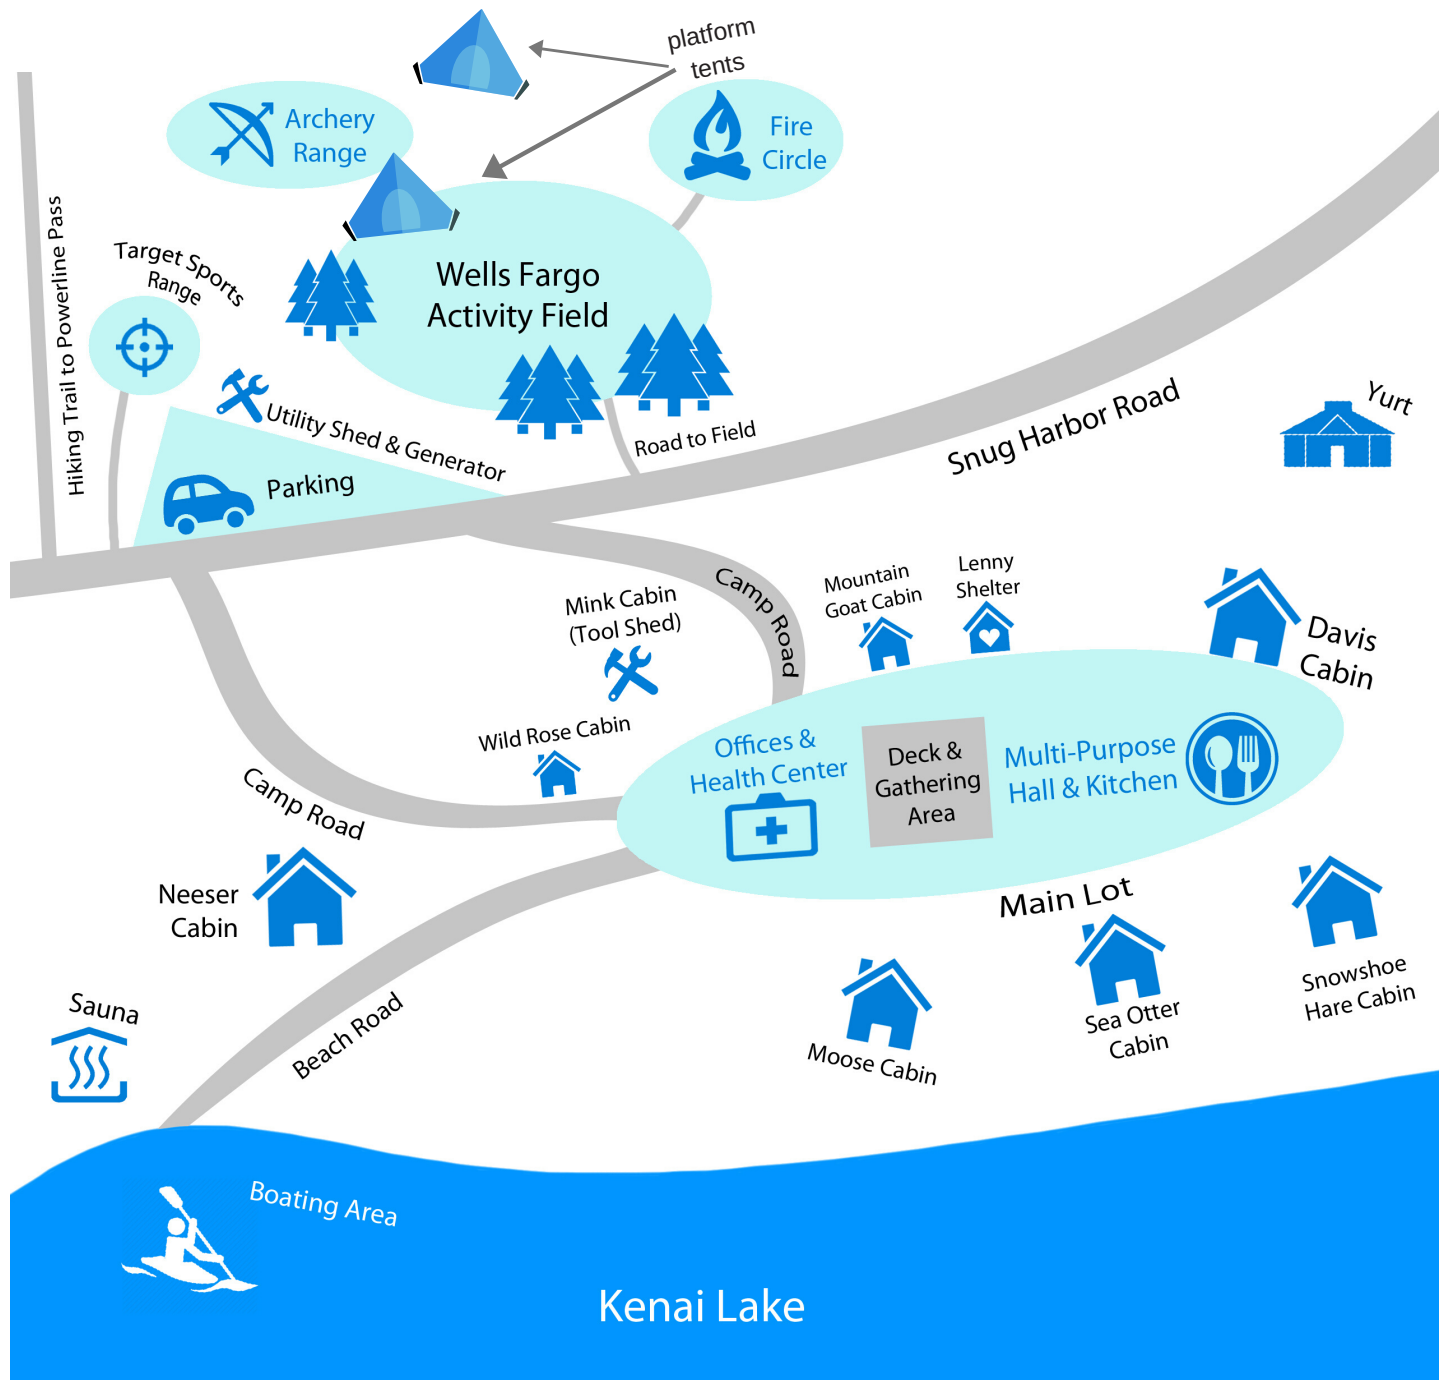 platform
tents
Archery
Range
Fire
Circle
Hiking Trail to Powerline Pass
Target Sports
Range
Wells Fargo
Activity Field
Utility Shed & Generator
Road to Field
Parking
Snug Harbor Road
Yurt
Camp Road
Mink Cabin
(Tool Shed)
Mountain
Goat Cabin
Lenny
Shelter
Davis
Cabin
Wild Rose Cabin
Offices &
Health Center
Deck &
Gathering
Area
Multi-Purpose
Hall & Kitchen
Camp Road
Main Lot
Neeser
Cabin
Sauna
Beach Road
Moose Cabin
Sea Otter
Cabin
Snowshoe
Hare Cabin
Boating Area
Kenai Lake